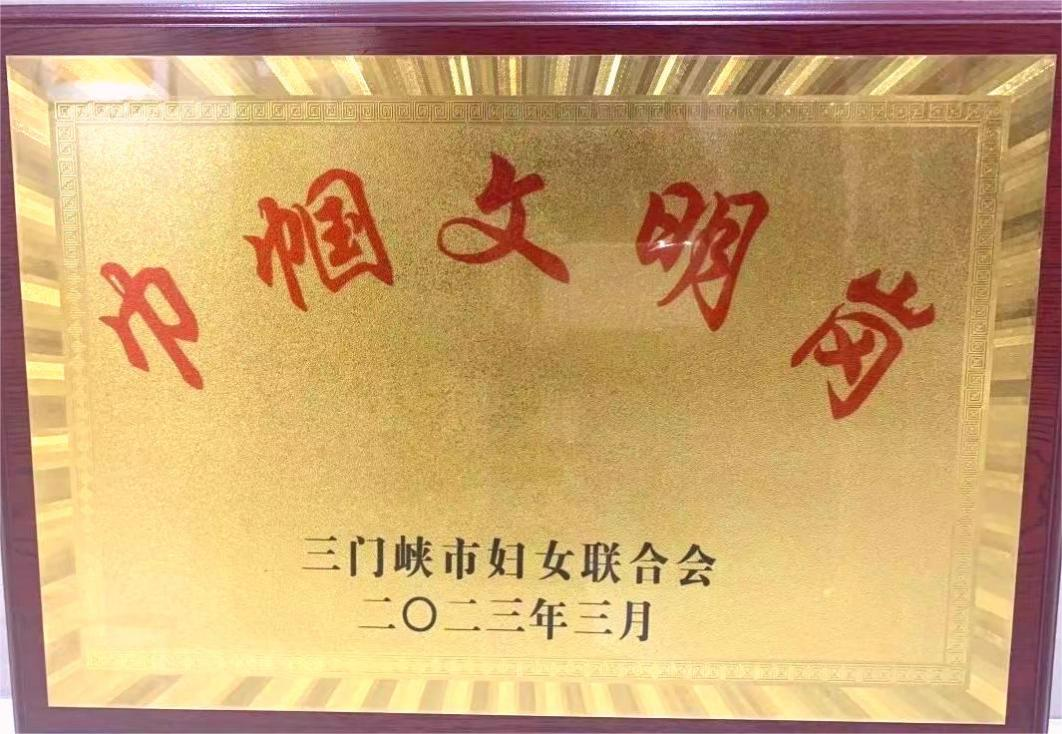 巾帼文明岗
三门峡市妇女联合会
二〇二三年三月